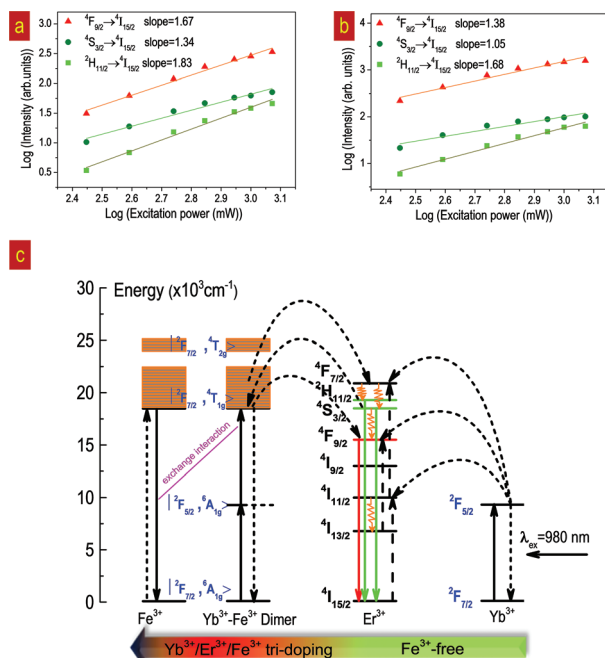 a
⁴F₉/₂→⁴I₁₅/₂ slope=1.67
⁴S₃/₂→⁴I₁₅/₂ slope=1.34
²H₁₁/₂→⁴I₁₅/₂ slope=1.83
Log (Intensity (arb.units))
3.0
2.5
2.0
1.5
1.0
0.5
2.4 2.5 2.6 2.7 2.8 2.9 3.0 3.1
Log (Excitation power (mW))
b
⁴F₉/₂→⁴I₁₅/₂ slope=1.38
⁴S₃/₂→⁴I₁₅/₂ slope=1.05
²H₁₁/₂→⁴I₁₅/₂ slope=1.68
Log (Intensity (arb. units))
4
3
2
1
2.4 2.5 2.6 2.7 2.8 2.9 3.0 3.1
Log (Excitation power (mW))
c
Energy (x10³cm⁻¹)
30
25
20
15
10
5
0
|²F₇/₂ ,⁴T₂g>
|²F₇/₂ ,⁴T₁g>
exchange interaction
|²F₅/₂,⁶A₁g>
|²F₇/₂ ,⁶A₁g>
⁴F₇/₂
²H₁₁/₂
⁴S₃/₂
⁴F₉/₂
⁴I₉/₂
⁴I₁₁/₂
⁴I₁₃/₂
⁴I₁₅/₂
²F₅/₂
λex=980 nm
²F₇/₂
Fe³⁺ Yb³⁺-Fe³⁺ Dimer Er³⁺ Yb³⁺
Yb³⁺/Er³⁺/Fe³⁺ tri-doping Fe³⁺-free